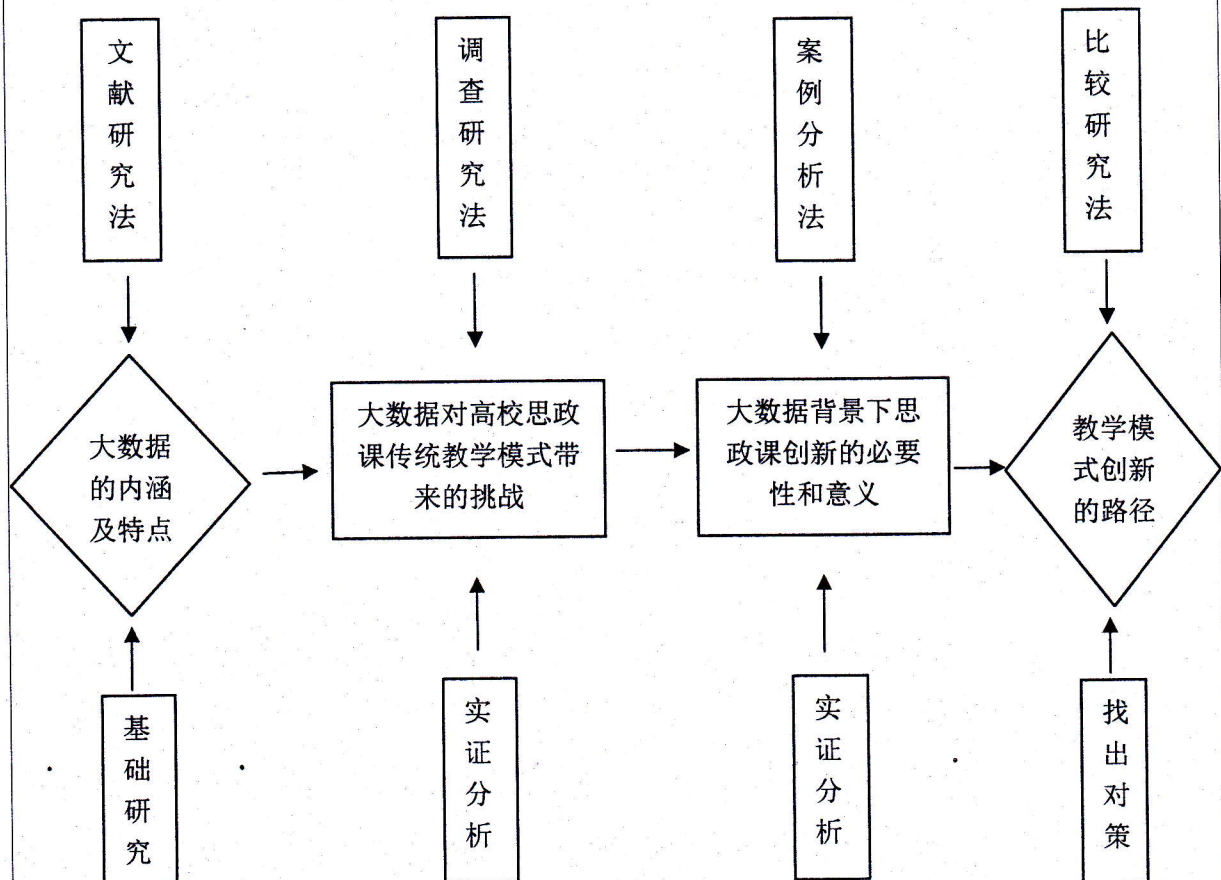 文献研究法
调查研究法
案例分析法
比较研究法
大数据
的内涵
及特点
大数据对高校思政
课传统教学模式带
来的挑战
大数据背景下思
政课创新的必要
性和意义
教学模
式创新
的路径
基础研究
实证分析
实证分析
找出对策